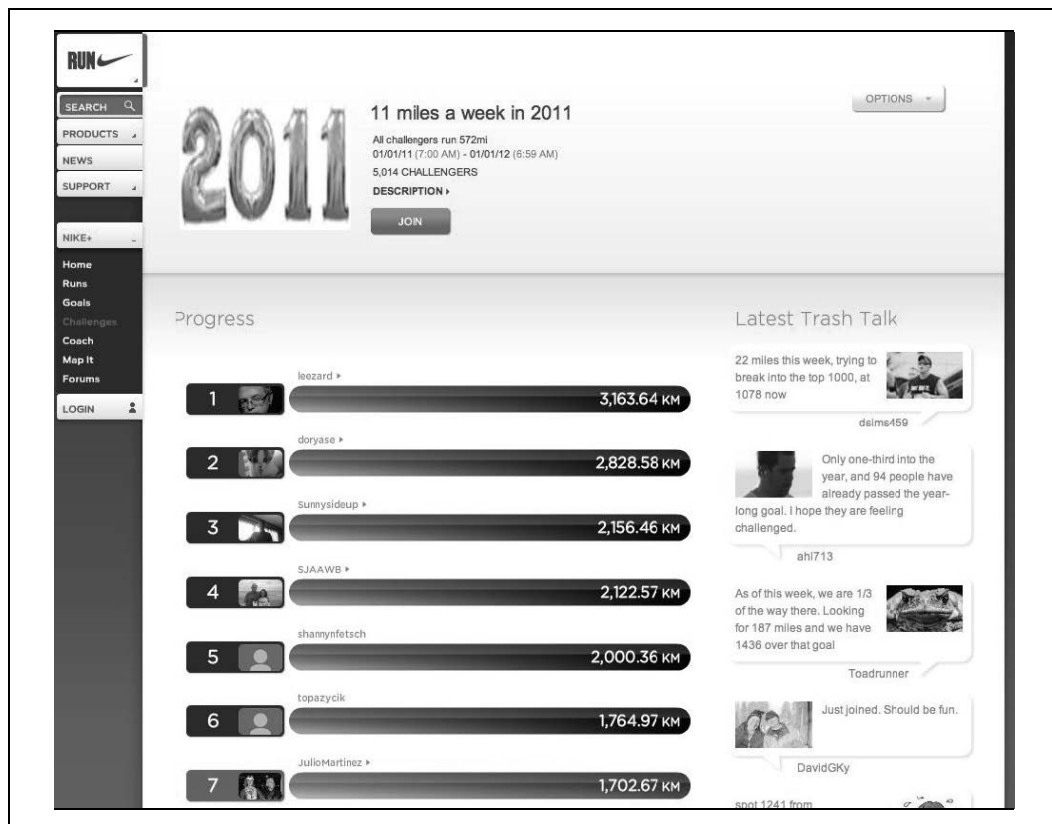 RUN
SEARCH
PRODUCTS
NEWS
SUPPORT
NIKE+
Home
Runs
Goals
Challenges
Coach
Map It
Forums
LOGIN
2011
11 miles a week in 2011
All challengers run 572mi
01/01/11 (7:00 AM) - 01/01/12 (6:59 AM)
5,014 CHALLENGERS
DESCRIPTION
JOIN
OPTIONS
Progress
leezard
1 3,163.64 KM
doryase
2 2,828.58 KM
Sunnysideup
3 2,156.46 KM
SJAAWB
4 2,122.57 KM
shannynfetsch
5 2,000.36 KM
topazycik
6 1,764.97 KM
JulioMartinez
7 1,702.67 KM
Latest Trash Talk
22 miles this week, trying to
break into the top 1000, at
1078 now
dsims459
Only one-third into the
year, and 94 people have
already passed the year-
long goal. I hope they are feeling
challenged.
ahl713
As of this week, we are 1/3
of the way there. Looking
for 187 miles and we have
1436 over that goal
Toadrunner
Just joined. Should be fun.
DavidGKy
spot 1241 from